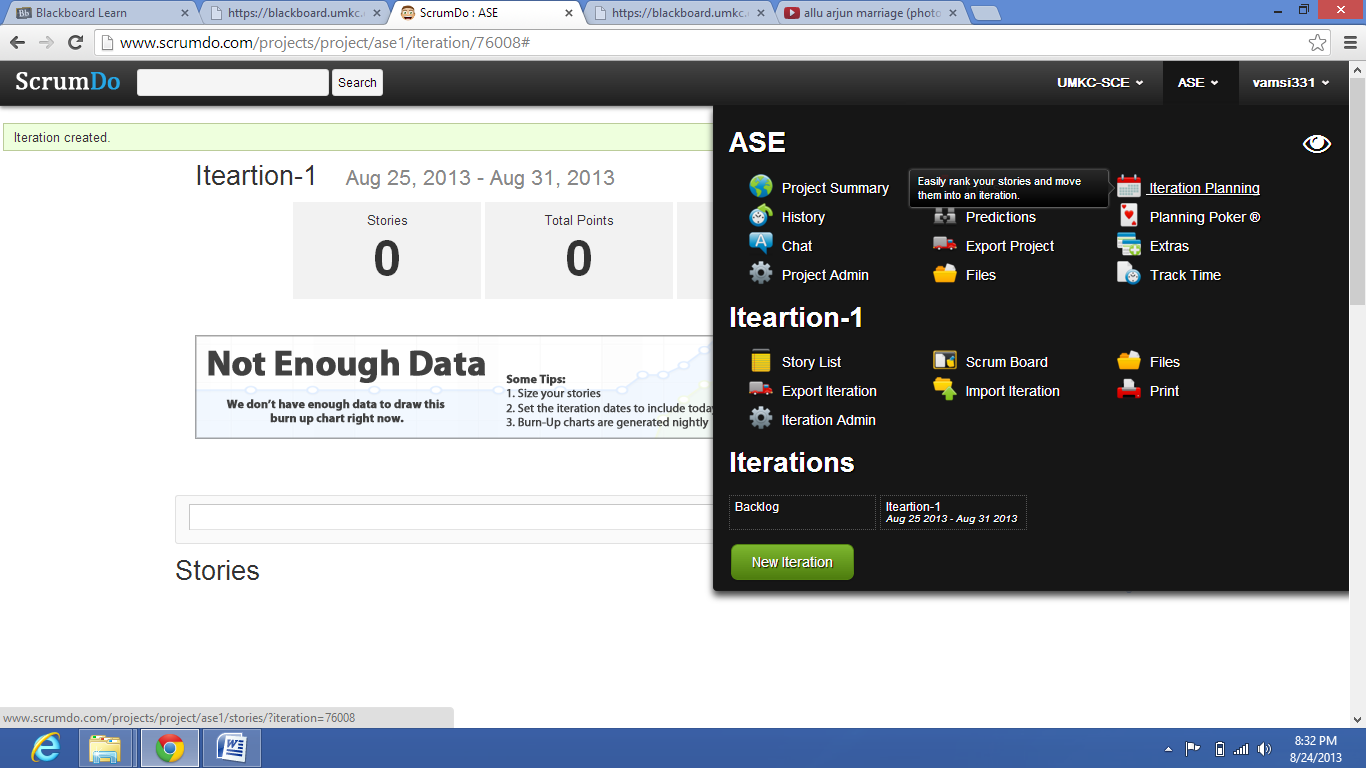 Blackboard Learn
https://blackboard.umkc.
ScrumDo : ASE
https://blackboard.umkc.
allu arjun marriage (photo
www.scrumdo.com/projects/project/ase1/iteration/76008#
ScrumDo
Search
UMKC-SCE
ASE
vamsi331
Iteration created.
Iteartion-1 Aug 25, 2013 - Aug 31, 2013
Stories
0
Total Points
0
Not Enough Data
We don't have enough data to draw this
burn up chart right now.
Some Tips:
1. Size your stories
2. Set the iteration dates to include today
3. Burn-Up charts are generated nightly
Stories
ASE
Project Summary
Easily rank your stories and move
them into an iteration.
Iteration Planning
History
Predictions
Planning Poker ®
Chat
Export Project
Extras
Project Admin
Files
Track Time
Iteartion-1
Story List
Scrum Board
Files
Export Iteration
Import Iteration
Print
Iteration Admin
Iterations
Backlog
Iteartion-1
Aug 25 2013 - Aug 31 2013
New Iteration
www.scrumdo.com/projects/project/ase1/stories/?iteration=76008
8:32 PM
8/24/2013